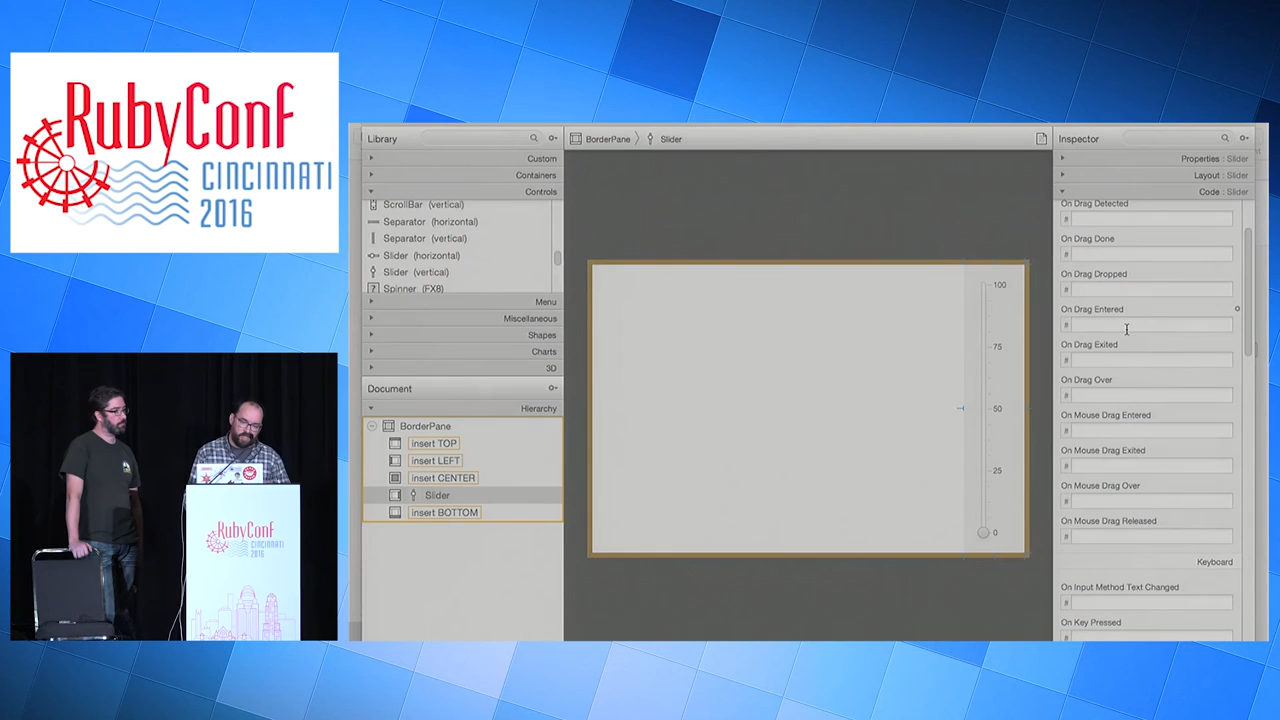 RubyConf
CINCINNATI
2016
Library
Custom
Containers
Controls
ScrollBar (vertical)
Separator (horizontal)
Separator (vertical)
Slider (horizontal)
Slider (vertical)
Spinner (FX8)
Menu
Miscellaneous
Shapes
Charts
3D
Document
Hierarchy
BorderPane
insert TOP
insert LEFT
insert CENTER
Slider
insert BOTTOM
BorderPane
Slider
100
75
50
25
0
Inspector
Properties : Slider
Layout : Slider
Code : Slider
On Drag Detected
#
On Drag Done
#
On Drag Dropped
#
On Drag Entered
#
On Drag Exited
#
On Drag Over
#
On Mouse Drag Entered
#
On Mouse Drag Exited
#
On Mouse Drag Over
#
On Mouse Drag Released
#
Keyboard
On Input Method Text Changed
#
On Key Pressed
#
RubyConf
CINCINNATI
2016